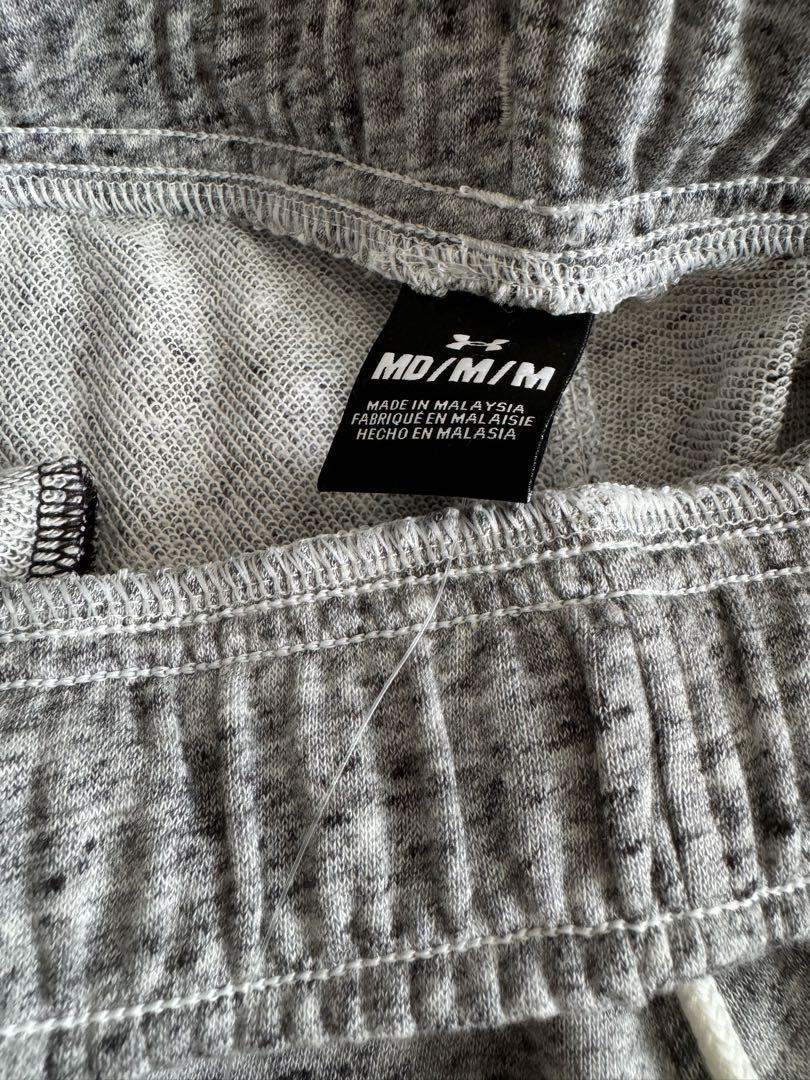 MD/M/M
MADE IN MALAYSIA
FABRIQUÉ EN MALAISIE
HECHO EN MALASIA